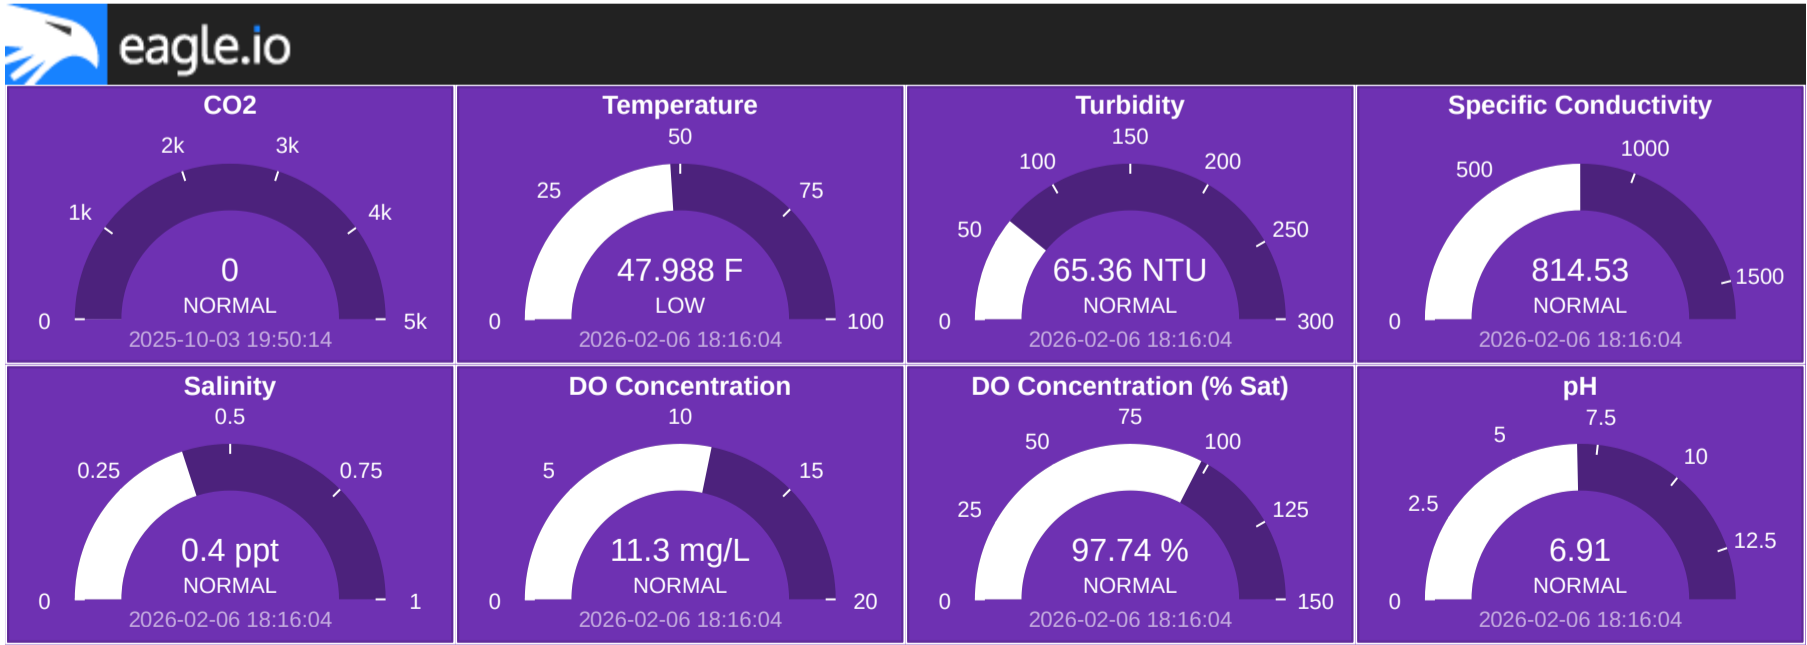 eagle.io
CO2
2k 3k
1k 4k
0
NORMAL
0 5k
2025-10-03 19:50:14
Temperature
50
25 75
47.988 F
LOW
0 100
2026-02-06 18:16:04
Turbidity
150
100 200
50 250
65.36 NTU
NORMAL
0 300
2026-02-06 18:16:04
Specific Conductivity
1000
500
814.53
1500
NORMAL
0
2026-02-06 18:16:04
Salinity
0.5
0.25 0.75
0.4 ppt
NORMAL
0 1
2026-02-06 18:16:04
DO Concentration
10
5 15
11.3 mg/L
NORMAL
0 20
2026-02-06 18:16:04
DO Concentration (% Sat)
75
50 100
25 125
97.74 %
NORMAL
0 150
2026-02-06 18:16:04
pH
7.5
5 10
2.5 12.5
6.91
NORMAL
0
2026-02-06 18:16:04